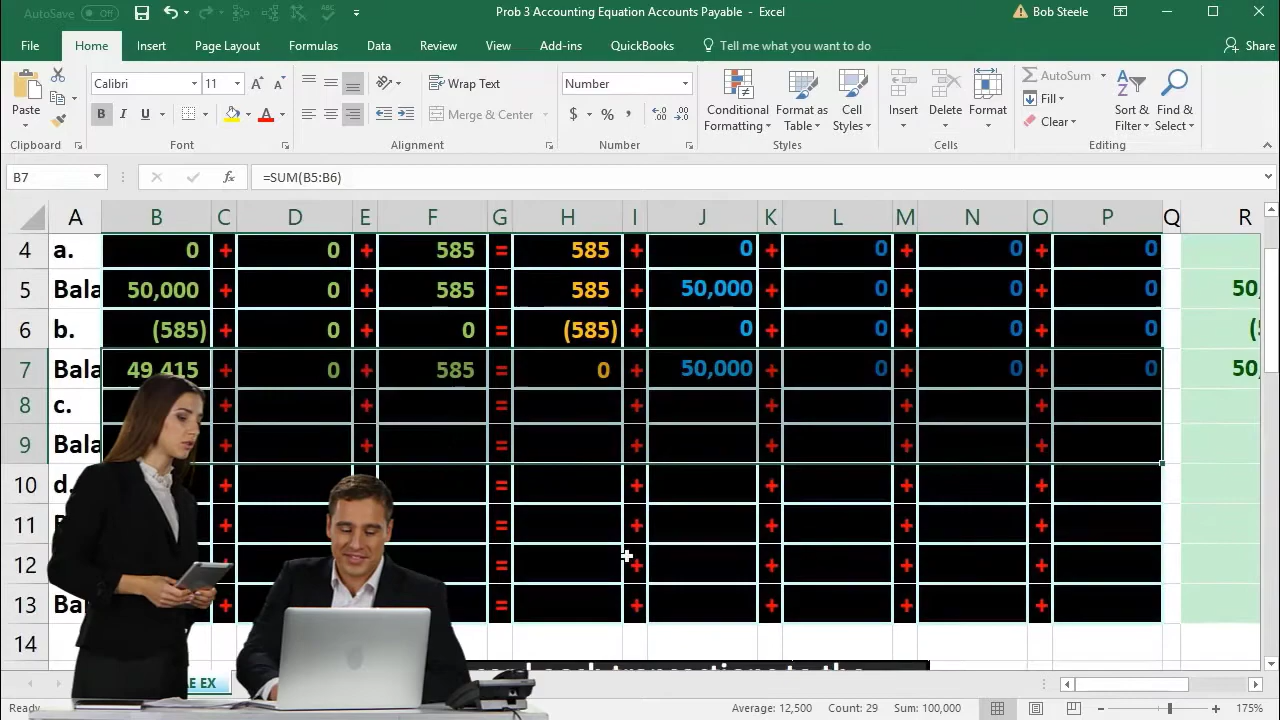 AutoSave Off Prob 3 Accounting Equation Accounts Payable - Excel Bob Steele
File Home Insert Page Layout Formulas Data Review View Add-ins QuickBooks Tell me what you want to do Share
Paste Calibri 11 Wrap Text Number Conditional Formatting Format as Table Cell Styles Insert Delete Format AutoSum Fill Clear Sort & Filter Find & Select
B I U Merge & Center $ % ,
Clipboard Font Alignment Number Styles Cells Editing
B7 fx =SUM(B5:B6)
A B C D E F G H I J K L M N O P Q R
4 a. 0 + 0 + 585 = 585 + 0 + 0 + 0 + 0
5 Bala 50,000 + 0 + 585 = 585 + 50,000 + 0 + 0 + 0 50,
6 b. (585) + 0 + 0 = (585) + 0 + 0 + 0 + 0
7 Bala 49,415 + 0 + 585 = 0 + 50,000 + 0 + 0 + 0 50,
8 c. + + = + + + +
9 Bala + + = + + + +
10 d. + = + + + +
11 + = + + + +
12 + = + + + +
13 Bal + = + + + +
14
EX
Ready Average: 12,500 Count: 29 Sum: 100,000 175%